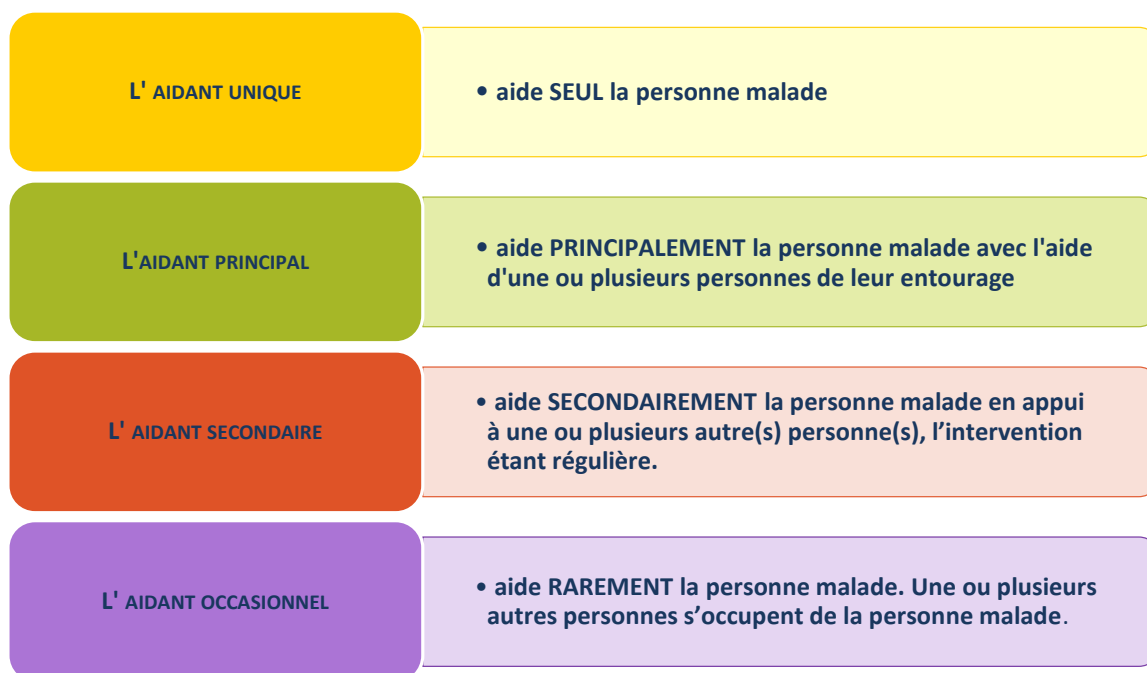 L' AIDANT UNIQUE
• aide SEUL la personne malade
L'AIDANT PRINCIPAL
• aide PRINCIPALEMENT la personne malade avec l'aide
d'une ou plusieurs personnes de leur entourage
L' AIDANT SECONDAIRE
• aide SECONDAIREMENT la personne malade en appui
à une ou plusieurs autre(s) personne(s), l’intervention
étant régulière.
L' AIDANT OCCASIONNEL
• aide RAREMENT la personne malade. Une ou plusieurs
autres personnes s’occupent de la personne malade.